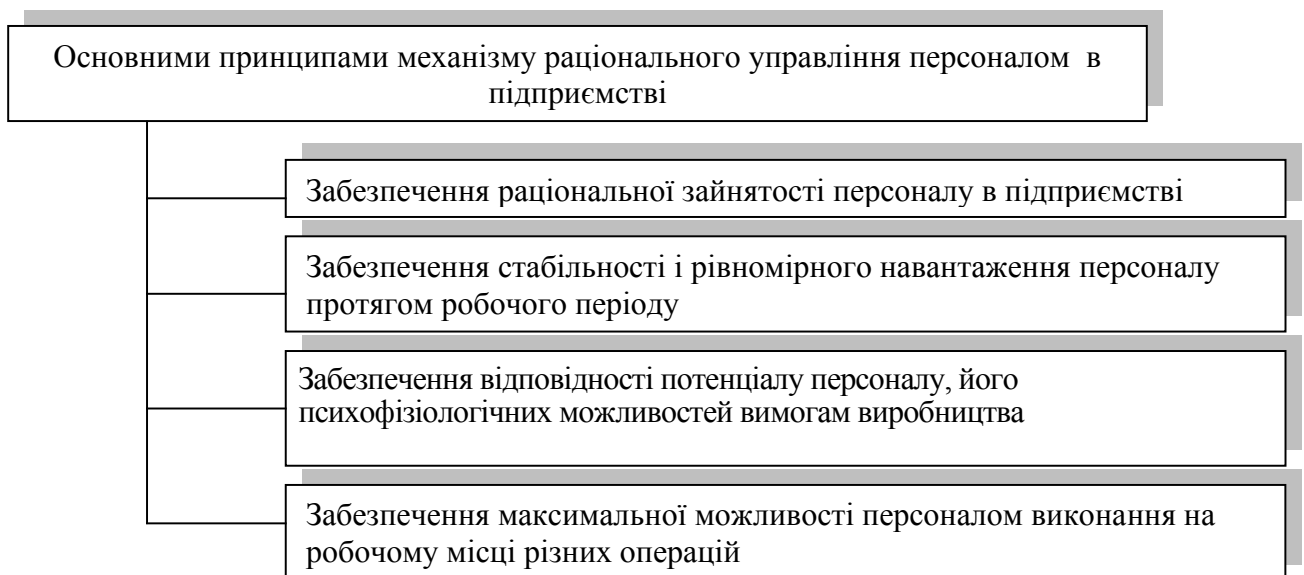 Основними принципами механізму раціонального управління персоналом в
підприємстві
Забезпечення раціональної зайнятості персоналу в підприємстві
Забезпечення стабільності і рівномірного навантаження персоналу
протягом робочого періоду
Забезпечення відповідності потенціалу персоналу, його
психофізіологічних можливостей вимогам виробництва
Забезпечення максимальної можливості персоналом виконання на
робочому місці різних операцій